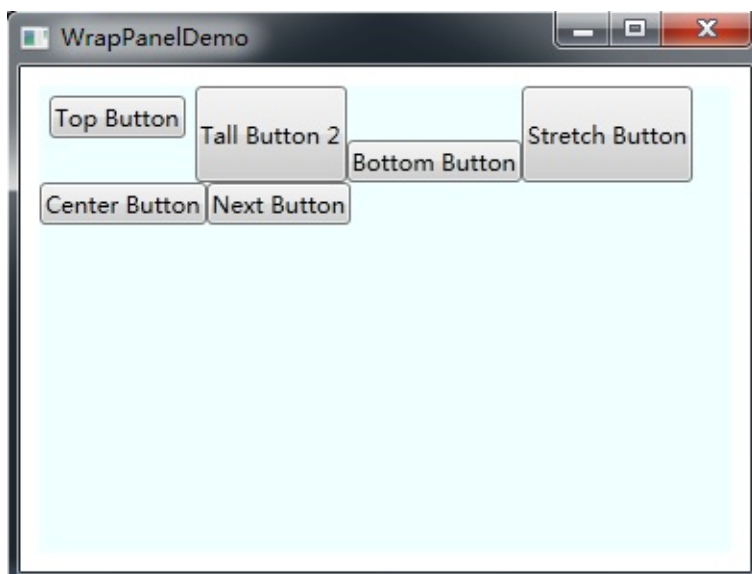 WrapPanelDemo
Top Button
Tall Button 2
Bottom Button
Stretch Button
Center Button
Next Button